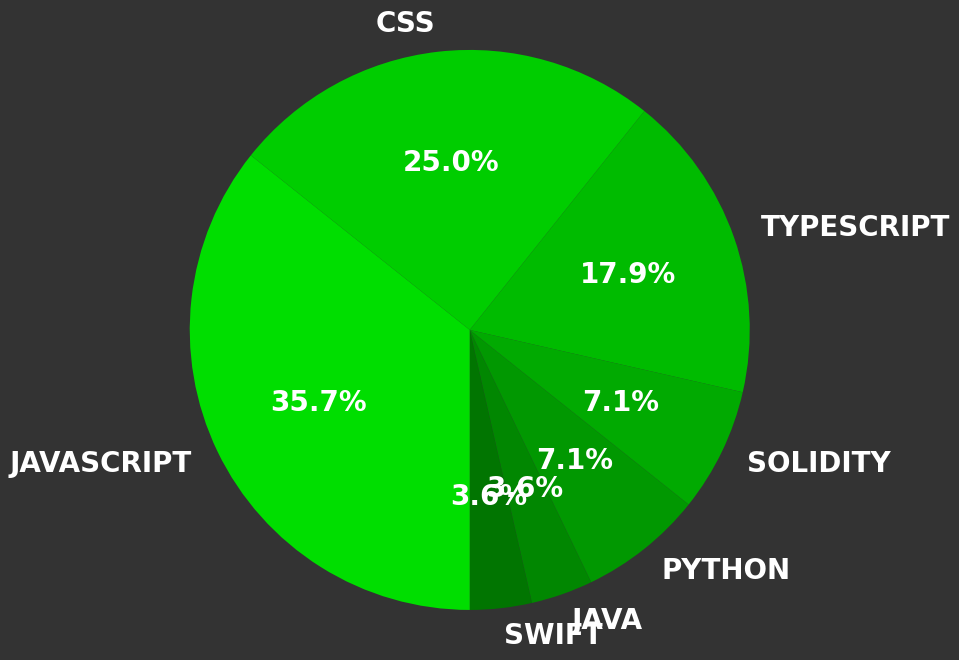 CSS
25.0%
TYPESCRIPT
17.9%
35.7%
7.1%
JAVASCRIPT
7.1%
SOLIDITY
3.6%
3.6%
PYTHON
JAVA
SWIFT